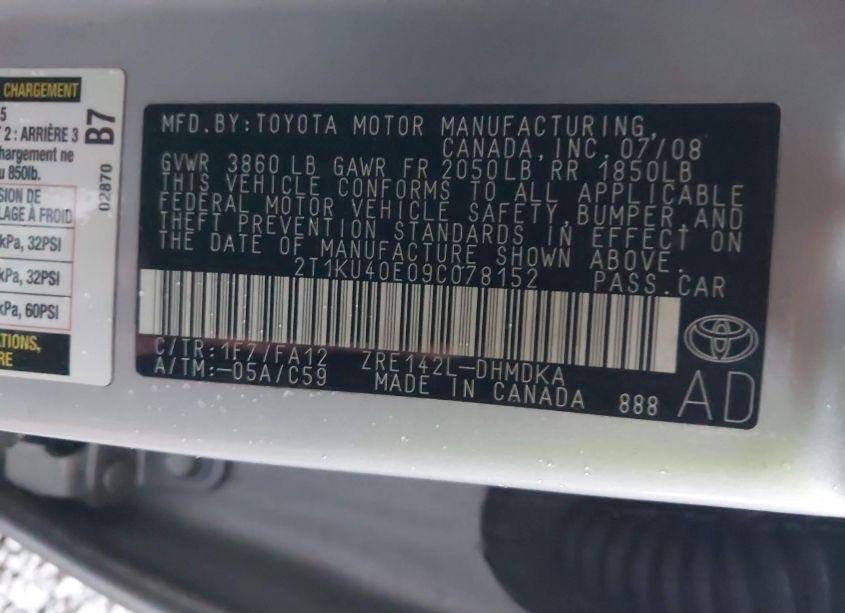 CHARGEMENT
5
2 : ARRIÈRE 3
hargement ne
u 850lb.
SION DE
LAGE À FROID
kPa, 32PSI
kPa, 32PSI
kPa, 60PSI
TIONS,
RE
02870 B7
MFD.BY:TOYOTA MOTOR MANUFACTURING,
CANADA, INC. 07/08
GVWR 3860 LB GAWR FR 2050LB RR 1850LB
THIS VEHICLE CONFORMS TO ALL APPLICABLE
FEDERAL MOTOR VEHICLE SAFETY, BUMPER, AND
THEFT PREVENTION STANDARDS IN EFFECT ON
THE DATE OF MANUFACTURE SHOWN ABOVE.
2T1KU40E09C078152 PASS.CAR
C/TR:1F7/FA12 ZRE142L-DHMDKA
A/TM:-05A/C59 MADE IN CANADA 888 AD